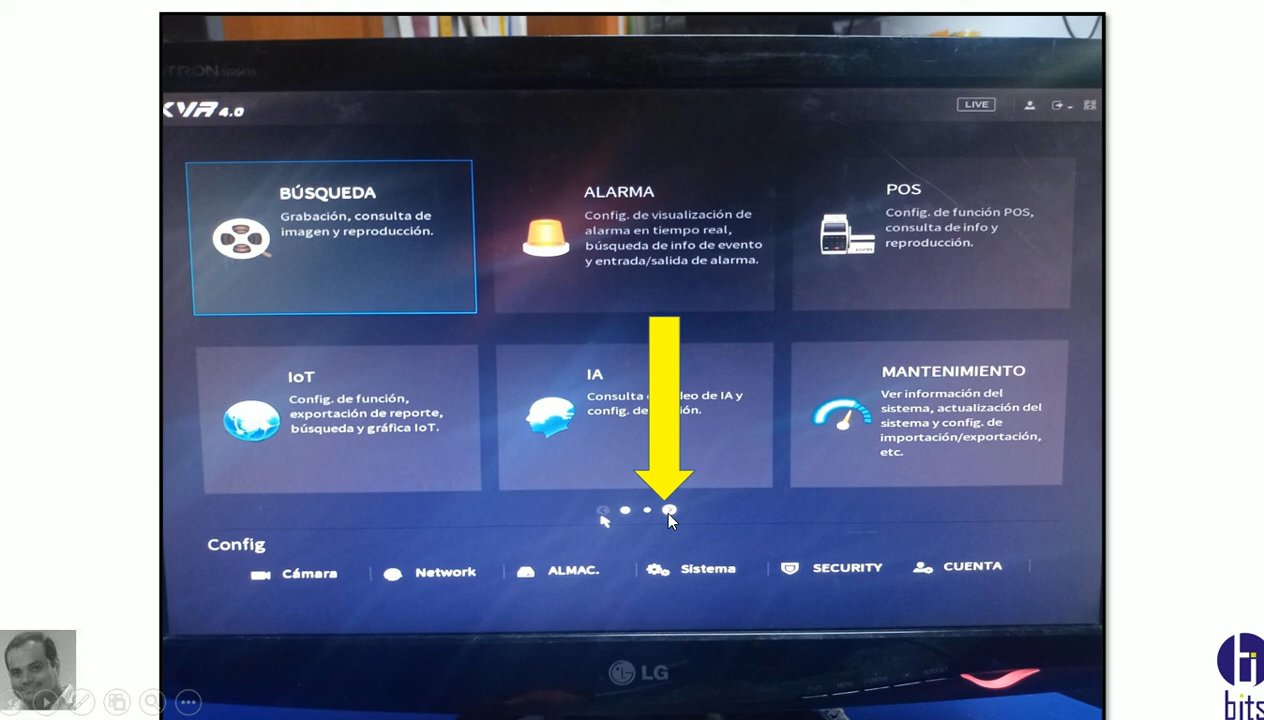 TRON
XVR 4.0
LIVE
BÚSQUEDA
Grabación, consulta de
imagen y reproducción.
ALARMA
Config. de visualización de
alarma en tiempo real,
búsqueda de info de evento
y entrada/salida de alarma.
POS
Config. de función POS,
consulta de info y
reproducción.
IoT
Config. de función,
exportación de reporte,
búsqueda y gráfica IoT.
IA
Consulta de IA y
config. de
MANTENIMIENTO
Ver información del
sistema, actualización del
sistema y config. de
importación/exportación,
etc.
Config
Cámara
Network
ALMAC.
Sistema
SECURITY
CUENTA
LG
bits